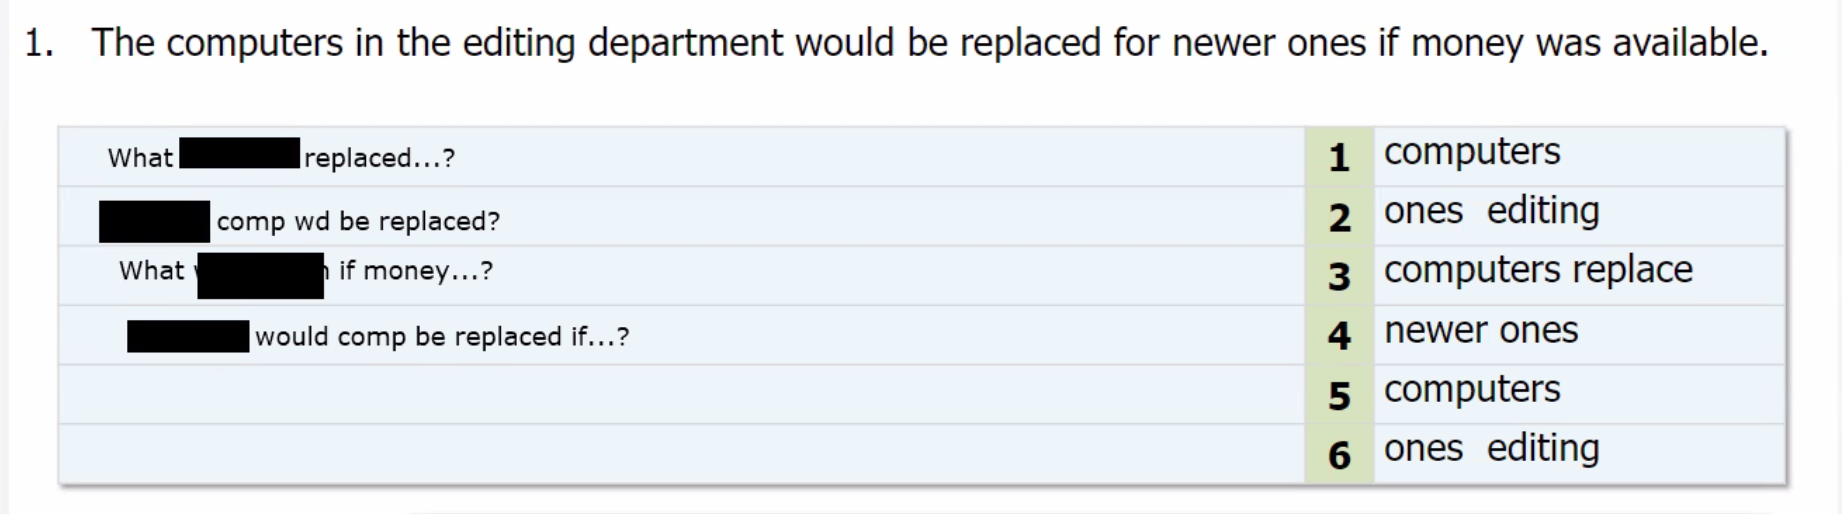 1. The computers in the editing department would be replaced for newer ones if money was available.
What replaced...? 1 computers
comp wd be replaced? 2 ones editing
What if money...? 3 computers replace
would comp be replaced if...? 4 newer ones
5 computers
6 ones editing